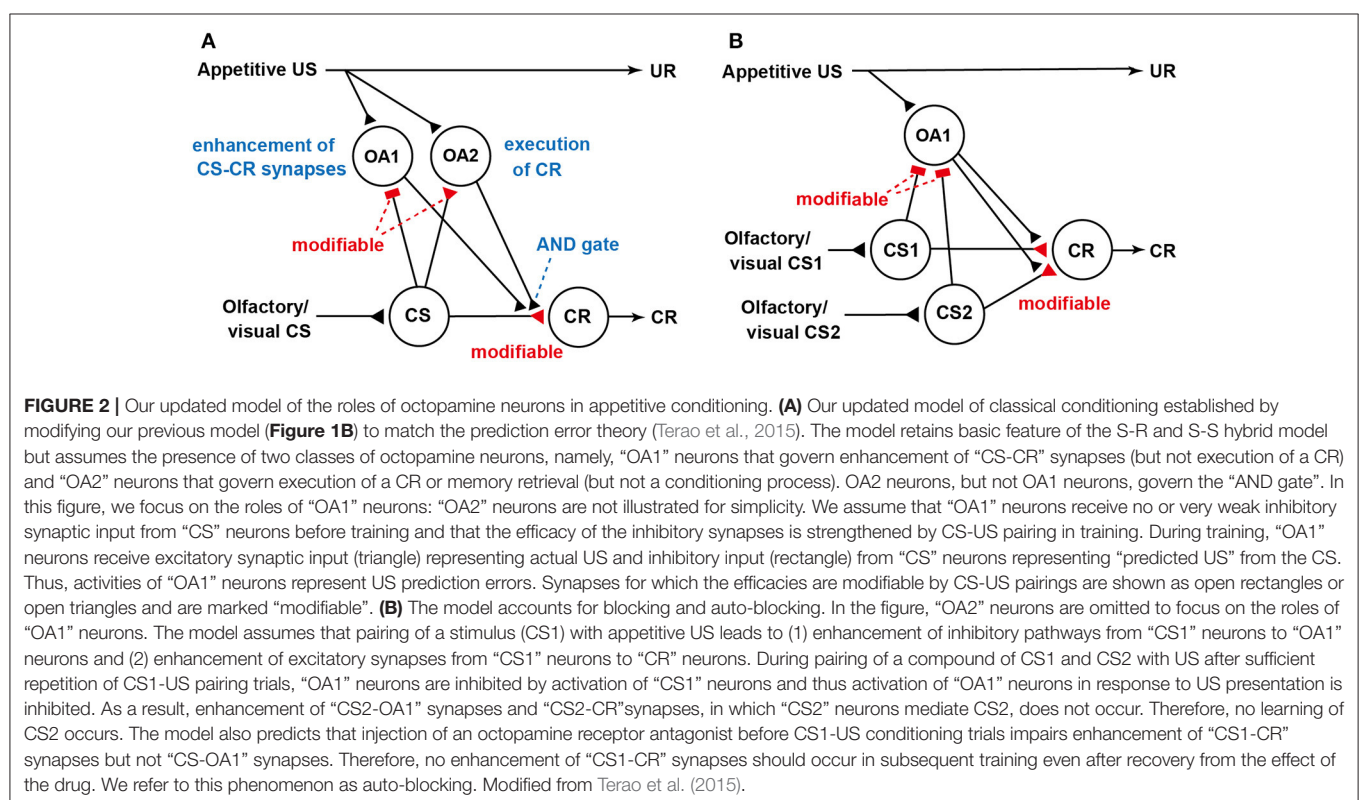 A
Appetitive US
UR
enhancement of
CS-CR synapses
OA1
OA2
execution
of CR
modifiable
AND gate
Olfactory/
visual CS
CS
CR
CR
modifiable
B
Appetitive US
UR
OA1
modifiable
Olfactory/
visual CS1
CS1
CR
CR
modifiable
Olfactory/
visual CS2
CS2
FIGURE 2 | Our updated model of the roles of octopamine neurons in appetitive conditioning. (A) Our updated model of classical conditioning established by
modifying our previous model (Figure 1B) to match the prediction error theory (Terao et al., 2015). The model retains basic feature of the S-R and S-S hybrid model
but assumes the presence of two classes of octopamine neurons, namely, “OA1” neurons that govern enhancement of “CS-CR” synapses (but not execution of a CR)
and “OA2” neurons that govern execution of a CR or memory retrieval (but not a conditioning process). OA2 neurons, but not OA1 neurons, govern the “AND gate”. In
this figure, we focus on the roles of “OA1” neurons: “OA2” neurons are not illustrated for simplicity. We assume that “OA1” neurons receive no or very weak inhibitory
synaptic input from “CS” neurons before training and that the efficacy of the inhibitory synapses is strengthened by CS-US pairing in training. During training, “OA1”
neurons receive excitatory synaptic input (triangle) representing actual US and inhibitory input (rectangle) from “CS” neurons representing “predicted US” from the CS.
Thus, activities of “OA1” neurons represent US prediction errors. Synapses for which the efficacies are modifiable by CS-US pairings are shown as open rectangles or
open triangles and are marked “modifiable”. (B) The model accounts for blocking and auto-blocking. In the figure, “OA2” neurons are omitted to focus on the roles of
“OA1” neurons. The model assumes that pairing of a stimulus (CS1) with appetitive US leads to (1) enhancement of inhibitory pathways from “CS1” neurons to “OA1”
neurons and (2) enhancement of excitatory synapses from “CS1” neurons to “CR” neurons. During pairing of a compound of CS1 and CS2 with US after sufficient
repetition of CS1-US pairing trials, “OA1” neurons are inhibited by activation of “CS1” neurons and thus activation of “OA1” neurons in response to US presentation is
inhibited. As a result, enhancement of “CS2-OA1” synapses and “CS2-CR”synapses, in which “CS2” neurons mediate CS2, does not occur. Therefore, no learning of
CS2 occurs. The model also predicts that injection of an octopamine receptor antagonist before CS1-US conditioning trials impairs enhancement of “CS1-CR”
synapses but not “CS-OA1” synapses. Therefore, no enhancement of “CS1-CR” synapses should occur in subsequent training even after recovery from the effect of
the drug. We refer to this phenomenon as auto-blocking. Modified from Terao et al. (2015).